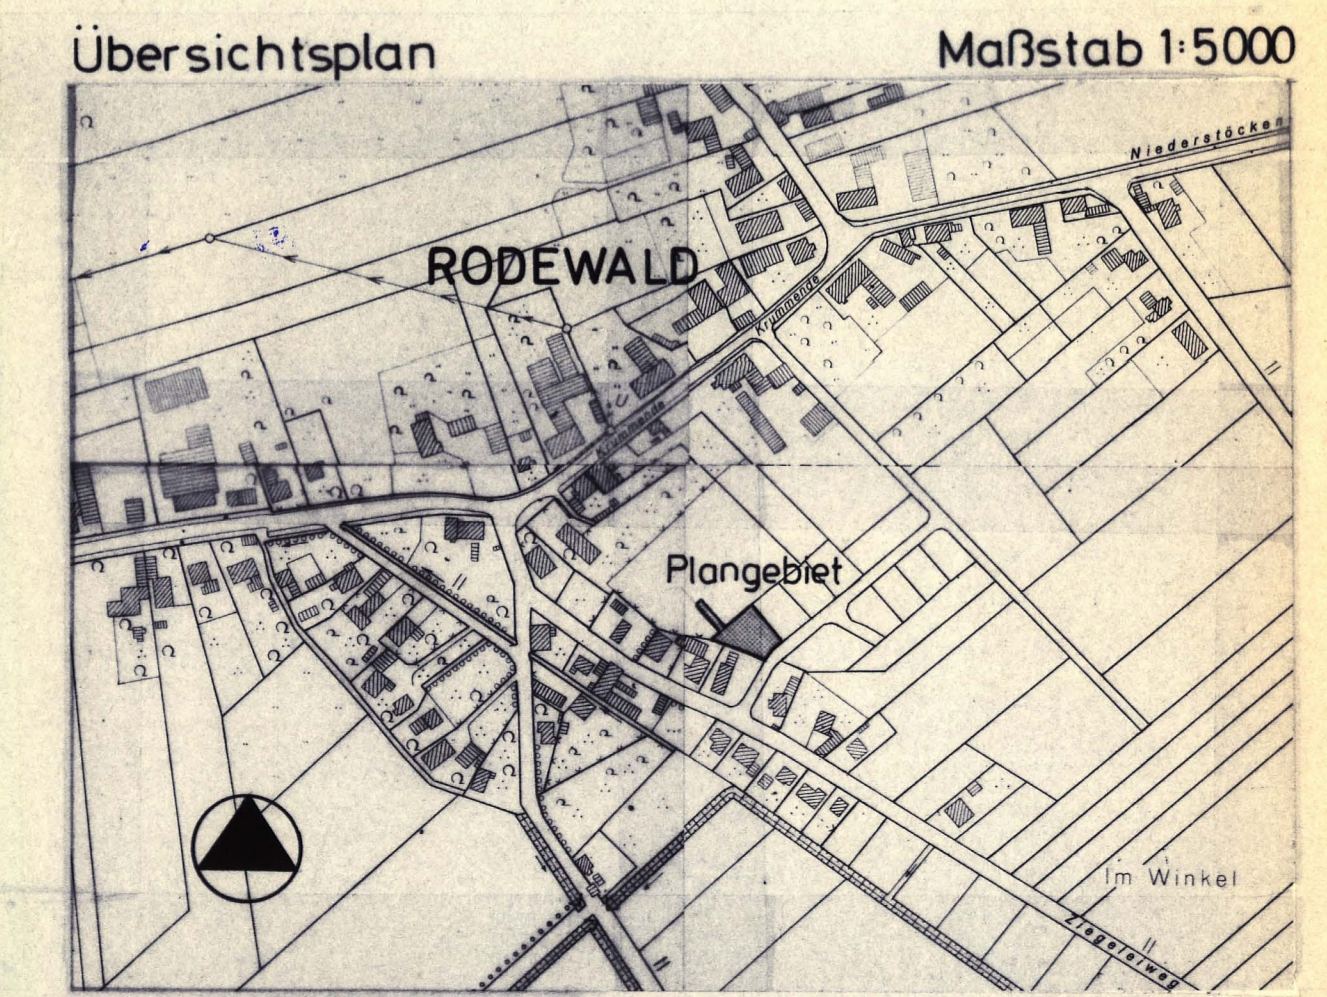 Übersichtsplan
Maßstab 1:5000
Niederstöcken
RODEWALD
Krummende
Krummende
Plangebiet
Im Winkel
Ziegeleiweg